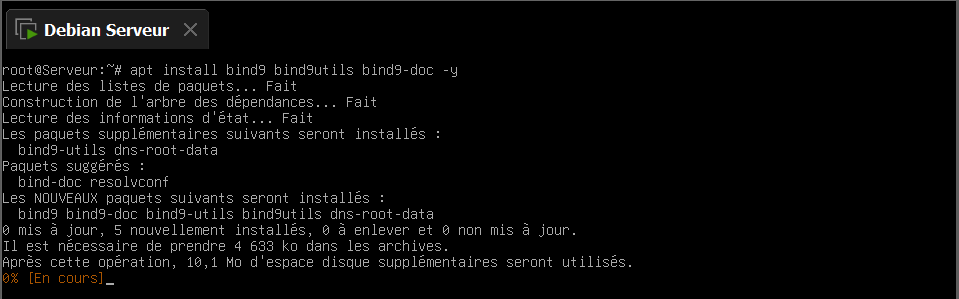 Debian Serveur
root@Serveur:~# apt install bind9 bind9utils bind9-doc -y
Lecture des listes de paquets... Fait
Construction de l'arbre des dépendances... Fait
Lecture des informations d'état... Fait
Les paquets supplémentaires suivants seront installés :
  bind9-utils dns-root-data
Paquets suggérés :
  bind-doc resolvconf
Les NOUVEAUX paquets suivants seront installés :
  bind9 bind9-doc bind9-utils bind9utils dns-root-data
0 mis à jour, 5 nouvellement installés, 0 à enlever et 0 non mis à jour.
Il est nécessaire de prendre 4 633 ko dans les archives.
Après cette opération, 10,1 Mo d'espace disque supplémentaires seront utilisés.
0% [En cours]